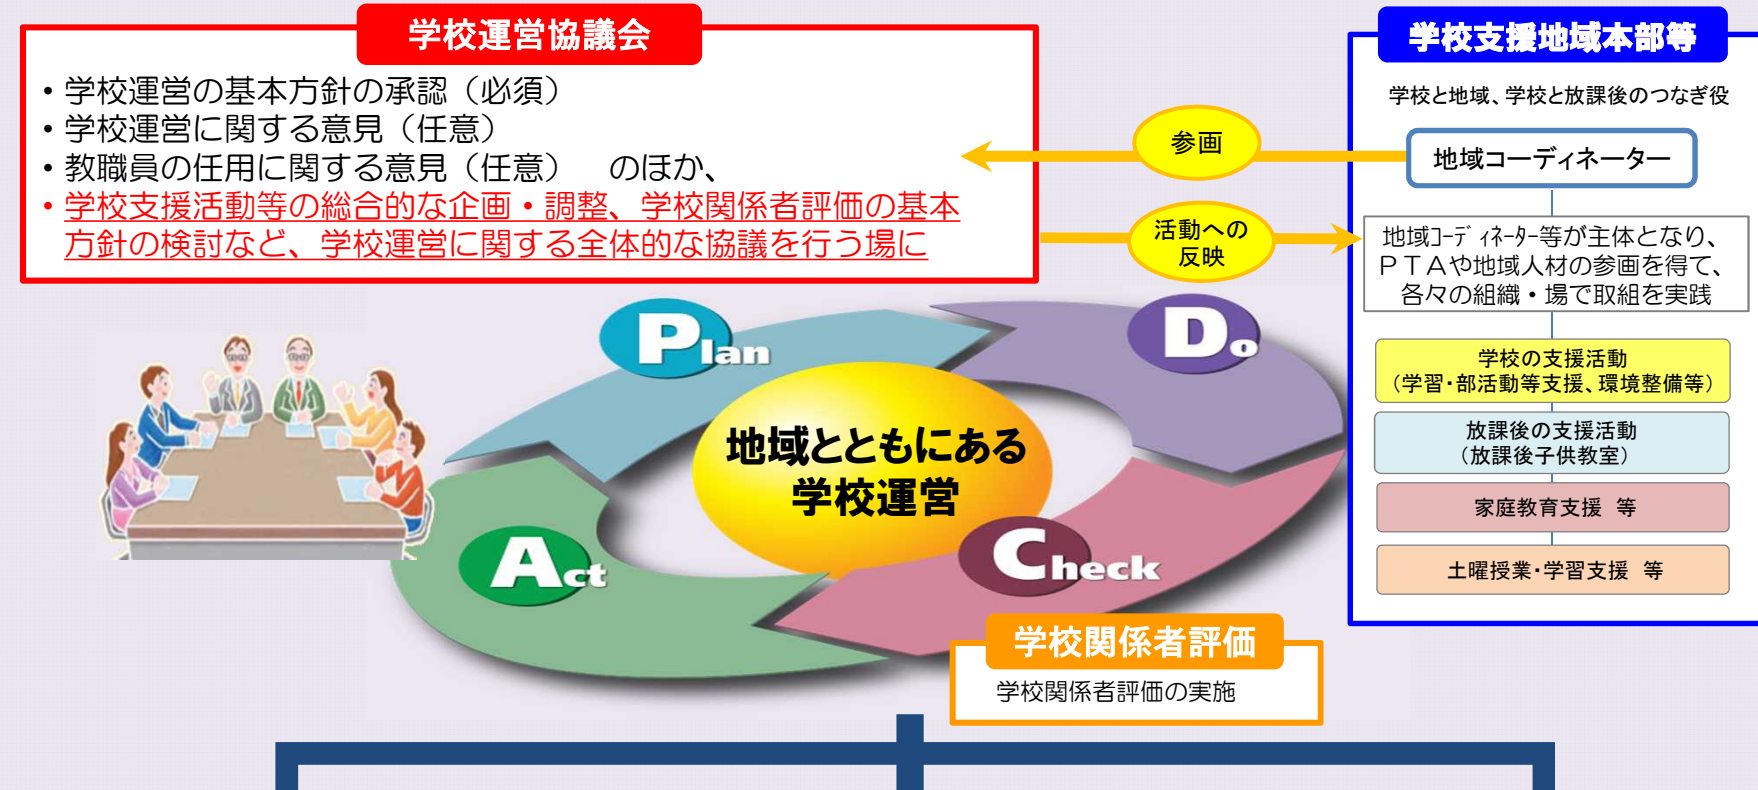 学校運営協議会
・学校運営の基本方針の承認（必須）
・学校運営に関する意見（任意）
・教職員の任用に関する意見（任意）　のほか、
・学校支援活動等の総合的な企画・調整、学校関係者評価の基本
方針の検討など、学校運営に関する全体的な協議を行う場に
参画
活動への
反映
学校支援地域本部等
学校と地域、学校と放課後のつなぎ役
地域コーディネーター
地域ｺｰﾃﾞｨﾈｰﾀｰ等が主体となり、
ＰＴＡや地域人材の参画を得て、
各々の組織・場で取組を実践
学校の支援活動
（学習・部活動等支援、環境整備等）
放課後の支援活動
（放課後子供教室）
家庭教育支援 等
土曜授業・学習支援 等
Plan
Do
地域とともにある
学校運営
Act
Check
学校関係者評価
学校関係者評価の実施